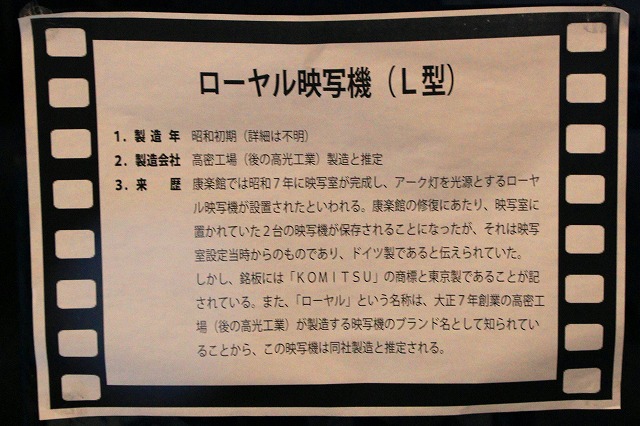 ローヤル映写機（Ｌ型）
１．製 造 年　昭和初期（詳細は不明）
２．製造会社　高密工場（後の高光工業）製造と推定
３．来　　歴　康楽館では昭和７年に映写室が完成し、アーク灯を光源とするローヤ
ル映写機が設置されたといわれる。康楽館の修復にあたり、映写室に
置かれていた２台の映写機が保存されることになったが、それは映写
室設定当時からのものであり、ドイツ製であると伝えられていた。
しかし、銘板には「ＫＯＭＩＴＳＵ」の商標と東京製であることが記
されている。また、「ローヤル」という名称は、大正７年創業の高密工
場（後の高光工業）が製造する映写機のブランド名として知られてい
ることから、この映写機は同社製造と推定される。